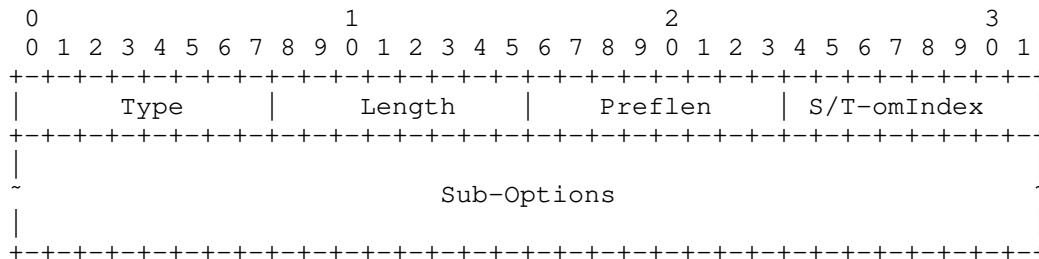 0                   1                   2                   3
0 1 2 3 4 5 6 7 8 9 0 1 2 3 4 5 6 7 8 9 0 1 2 3 4 5 6 7 8 9 0 1
+-+-+-+-+-+-+-+-+-+-+-+-+-+-+-+-+-+-+-+-+-+-+-+-+-+-+-+-+-+-+-+--
|     Type      |    Length     |    Preflen    | S/T-omIndex
+-+-+-+-+-+-+-+-+-+-+-+-+-+-+-+-+-+-+-+-+-+-+-+-+-+-+-+-+-+-+-+--
|
~                          Sub-Options                          ~
|
+-+-+-+-+-+-+-+-+-+-+-+-+-+-+-+-+-+-+-+-+-+-+-+-+-+-+-+-+-+-+-+--